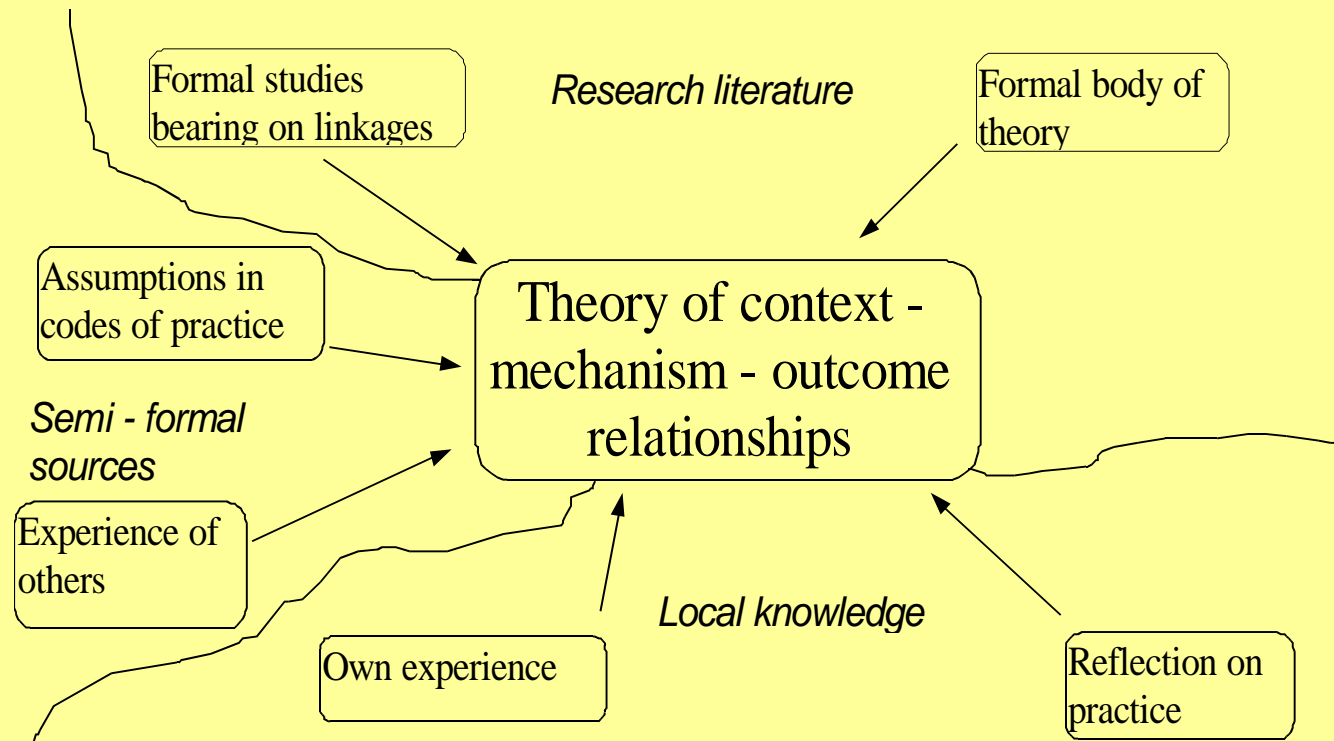 Formal studies
bearing on linkages
Research literature
Formal body of
theory
Assumptions in
codes of practice
Theory of context -
mechanism - outcome
relationships
Semi - formal
sources
Experience of
others
Own experience
Local knowledge
Reflection on
practice